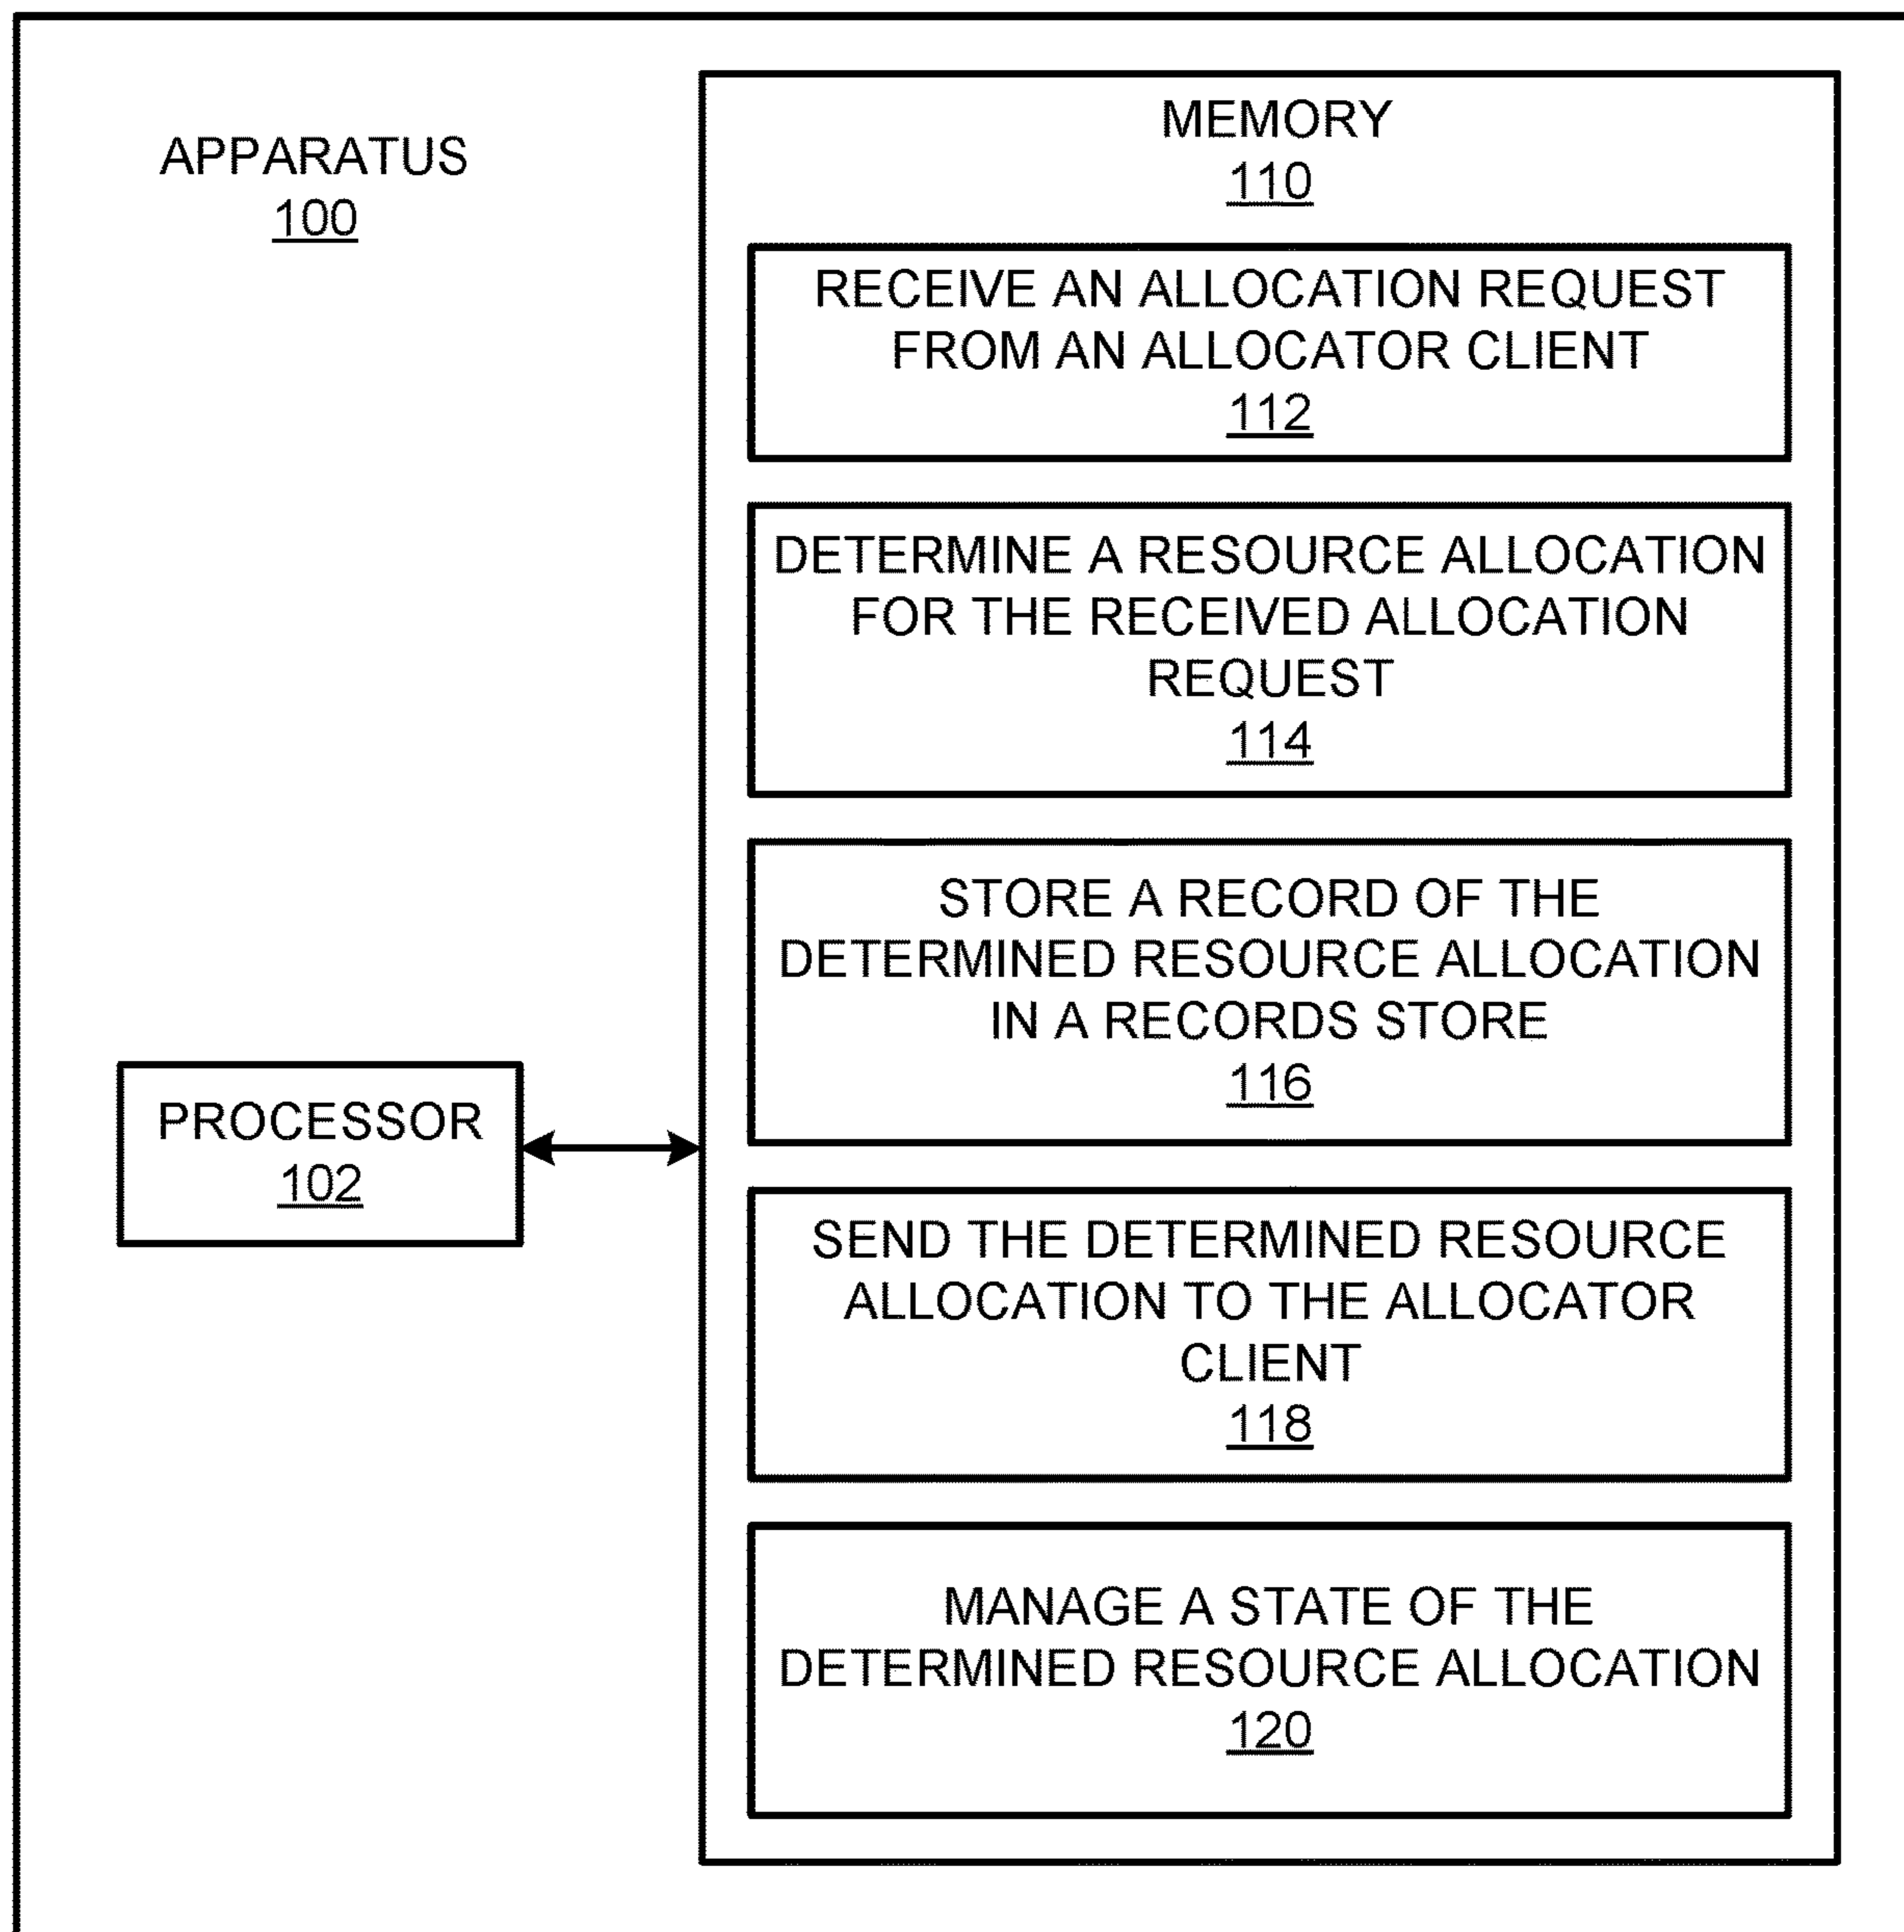 APPARATUS
100
MEMORY
110
RECEIVE AN ALLOCATION REQUEST
FROM AN ALLOCATOR CLIENT
112
DETERMINE A RESOURCE ALLOCATION
FOR THE RECEIVED ALLOCATION
REQUEST
114
STORE A RECORD OF THE
DETERMINED RESOURCE ALLOCATION
IN A RECORDS STORE
116
PROCESSOR
102
SEND THE DETERMINED RESOURCE
ALLOCATION TO THE ALLOCATOR
CLIENT
118
MANAGE A STATE OF THE
DETERMINED RESOURCE ALLOCATION
120